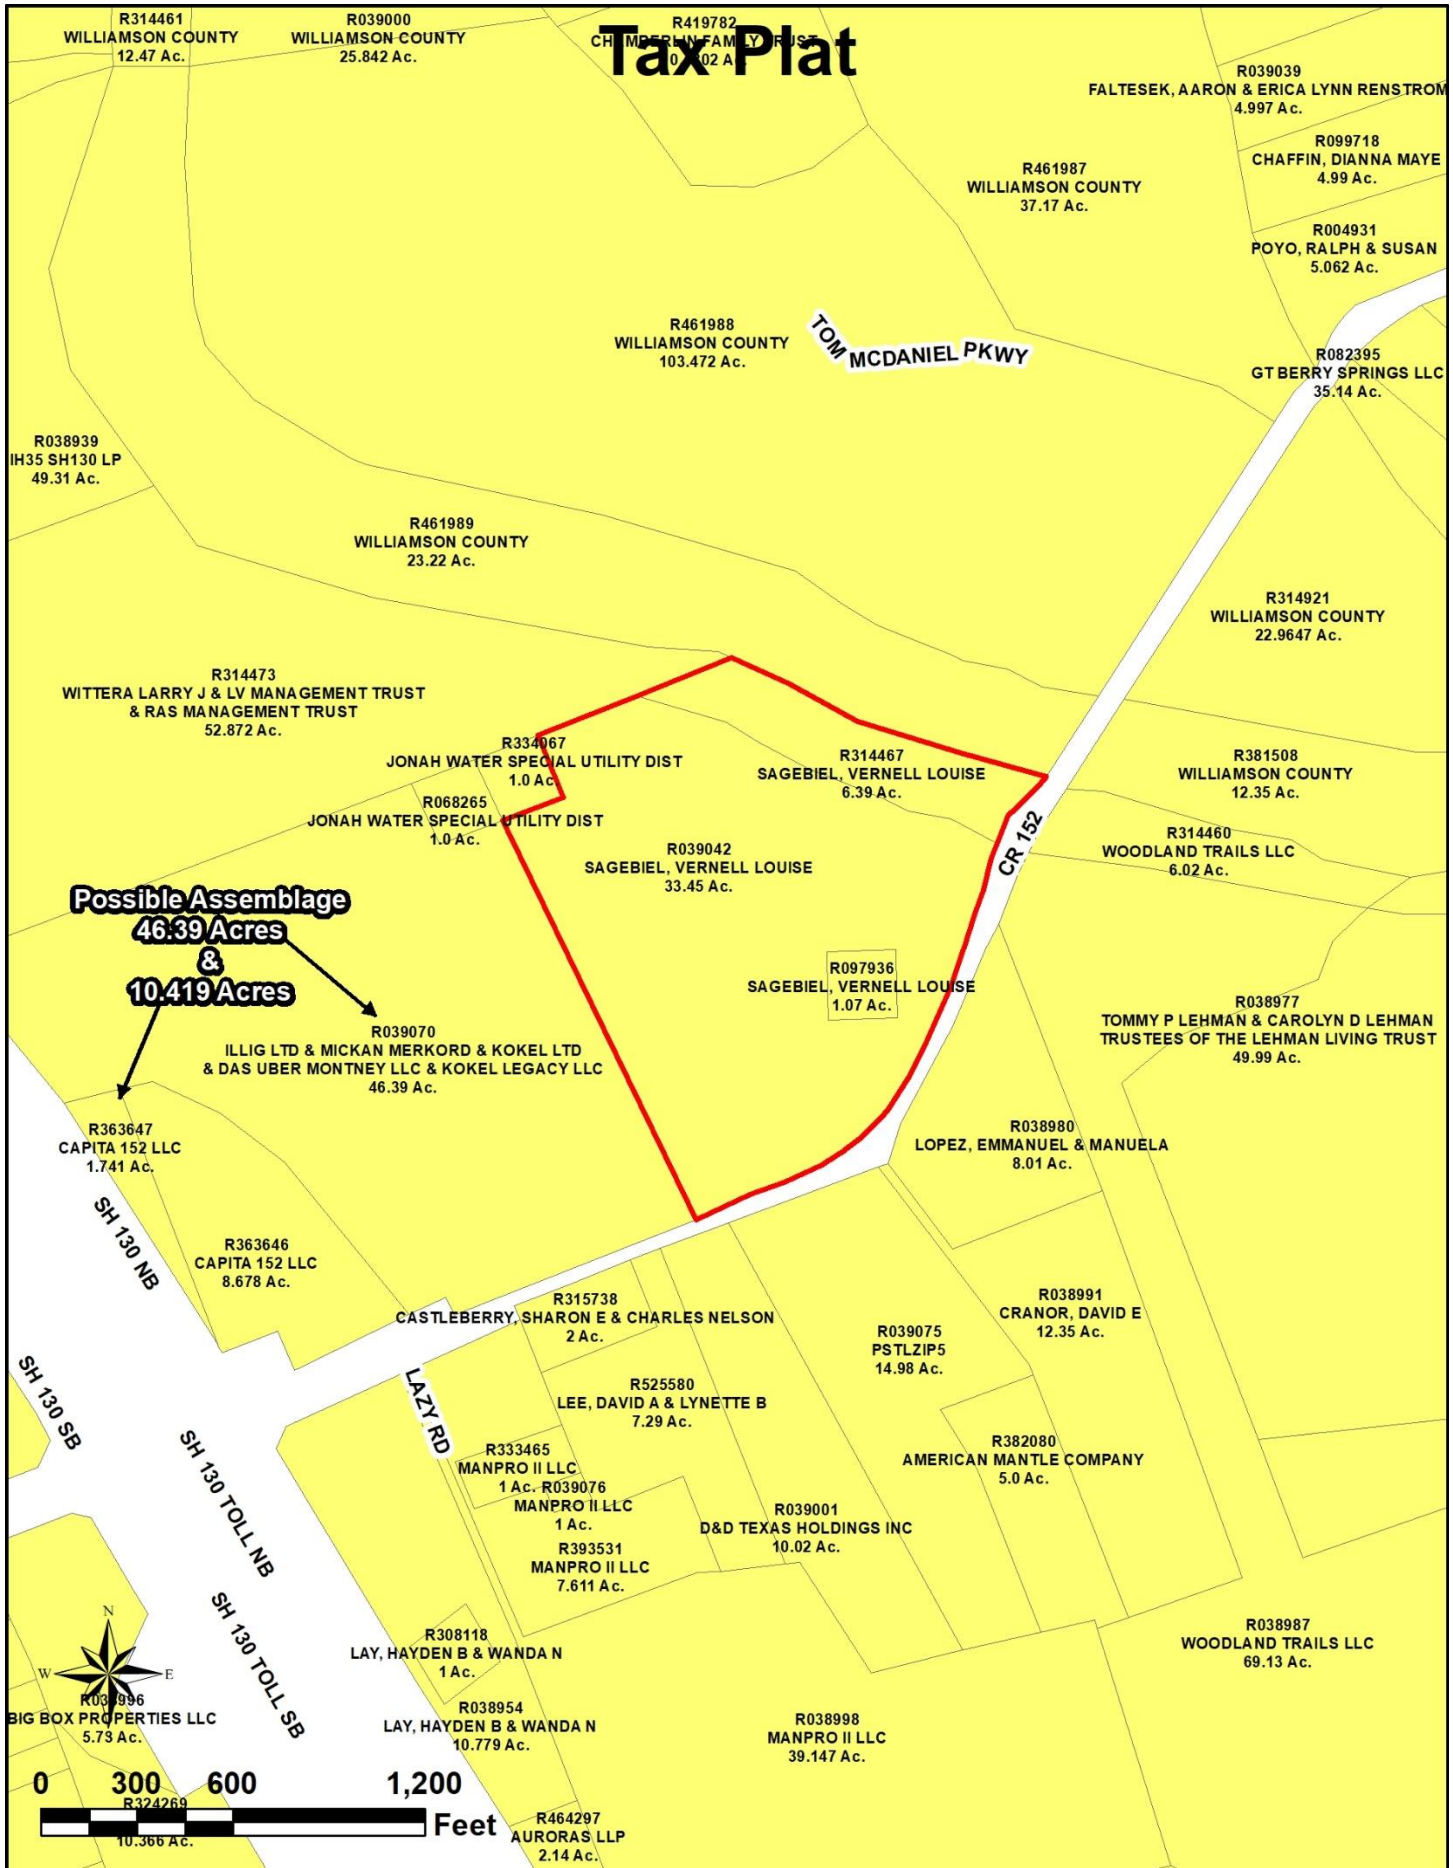 Tax Plat
R314461
WILLIAMSON COUNTY
12.47 Ac.
R039000
WILLIAMSON COUNTY
25.842 Ac.
R419782
CHAMBERLIN FAMILY TRUST
R039039
FALTESEK, AARON & ERICA LYNN RENSTROM
4.997 Ac.
R099718
CHAFFIN, DIANNA MAYE
4.99 Ac.
R461987
WILLIAMSON COUNTY
37.17 Ac.
R004931
POYO, RALPH & SUSAN
5.062 Ac.
R461988
WILLIAMSON COUNTY
103.472 Ac.
TOM MCDANIEL PKWY
R082395
GT BERRY SPRINGS LLC
35.14 Ac.
R038939
IH35 SH130 LP
49.31 Ac.
R461989
WILLIAMSON COUNTY
23.22 Ac.
R314921
WILLIAMSON COUNTY
22.9647 Ac.
R314473
WITTERA LARRY J & LV MANAGEMENT TRUST
& RAS MANAGEMENT TRUST
52.872 Ac.
R334067
JONAH WATER SPECIAL UTILITY DIST
1.0 Ac.
R314467
SAGEBIEL, VERNELL LOUISE
6.39 Ac.
R381508
WILLIAMSON COUNTY
12.35 Ac.
R068265
JONAH WATER SPECIAL UTILITY DIST
1.0 Ac.
CR 152
R314460
WOODLAND TRAILS LLC
6.02 Ac.
R039042
SAGEBIEL, VERNELL LOUISE
33.45 Ac.
Possible Assemblage
46.39 Acres
&
10.419 Acres
R097936
SAGEBIEL, VERNELL LOUISE
1.07 Ac.
R038977
TOMMY P LEHMAN & CAROLYN D LEHMAN
TRUSTEES OF THE LEHMAN LIVING TRUST
49.99 Ac.
R039070
ILLIG LTD & MICKAN MERKORD & KOKEL LTD
& DAS UBER MONTNEY LLC & KOKEL LEGACY LLC
46.39 Ac.
R363647
CAPITA 152 LLC
1.741 Ac.
R038980
LOPEZ, EMMANUEL & MANUELA
8.01 Ac.
SH 130 NB
R363646
CAPITA 152 LLC
8.678 Ac.
R315738
CASTLEBERRY, SHARON E & CHARLES NELSON
2 Ac.
R038991
CRANOR, DAVID E
12.35 Ac.
R039075
PSTLZIP5
14.98 Ac.
SH 130 SB
LAZY RD
R525580
LEE, DAVID A & LYNETTE B
7.29 Ac.
SH 130 TOLL NB
R333465
MANPRO II LLC
1 Ac.
R039076
MANPRO II LLC
1 Ac.
R382080
AMERICAN MANTLE COMPANY
5.0 Ac.
R039001
D&D TEXAS HOLDINGS INC
10.02 Ac.
R393531
MANPRO II LLC
7.611 Ac.
SH 130 TOLL SB
R308118
LAY, HAYDEN B & WANDA N
1 Ac.
R038987
WOODLAND TRAILS LLC
69.13 Ac.
N
W
E
BIG BOX PROPERTIES LLC
5.73 Ac.
R038954
LAY, HAYDEN B & WANDA N
10.779 Ac.
R038998
MANPRO II LLC
39.147 Ac.
0 300 600 1,200
Feet
R324269
10.366 Ac.
R464297
AURORAS LLP
2.14 Ac.